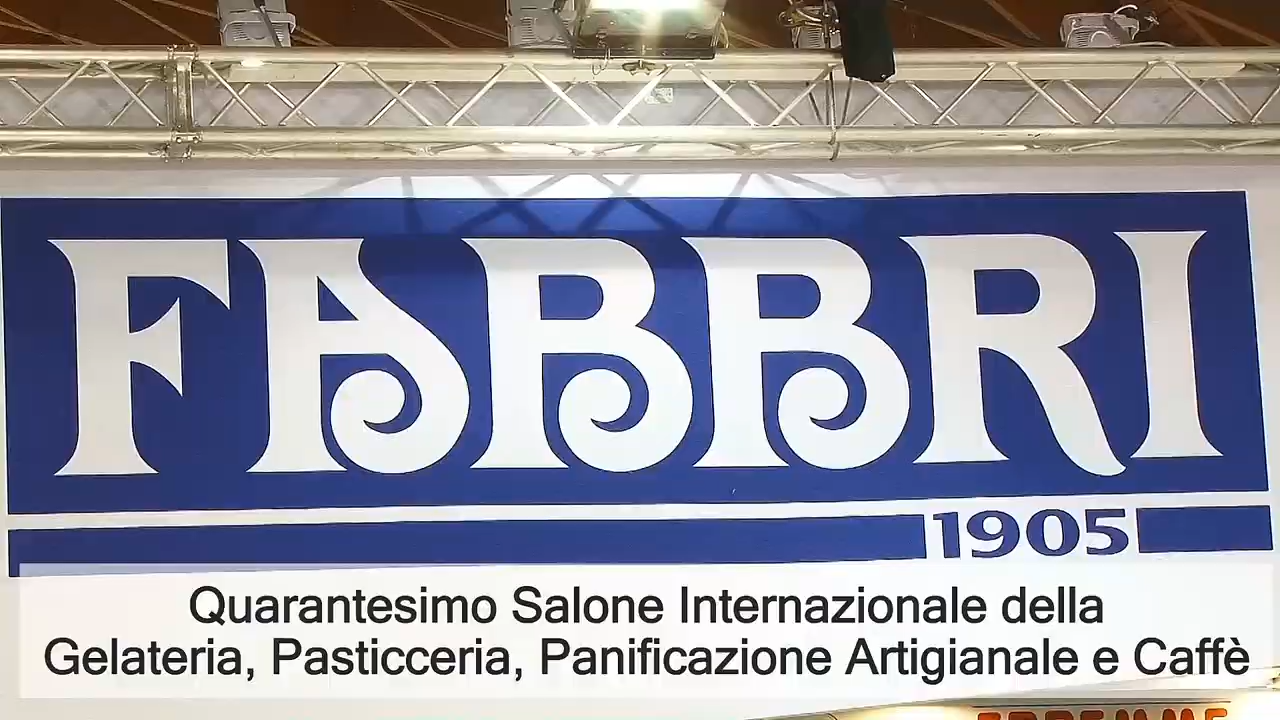 FABBRI
1905
Quarantesimo Salone Internazionale della
Gelateria, Pasticceria, Panificazione Artigianale e Caffè